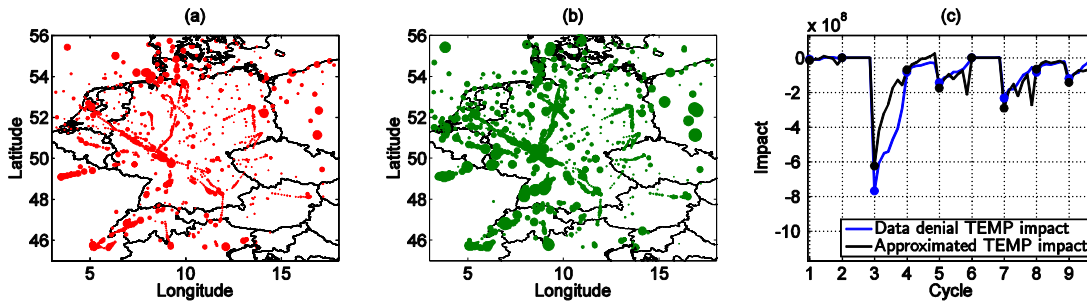 (a)
56
54
52
50
48
46
5
10
15
Latitude
Longitude
(b)
56
54
52
50
48
46
5
10
15
Latitude
Longitude
(c)
x 10⁸
0
-2
-4
-6
-8
-10
Impact
Data denial TEMP impact
Approximated TEMP impact
1 2 3 4 5 6 7 8 9
Cycle